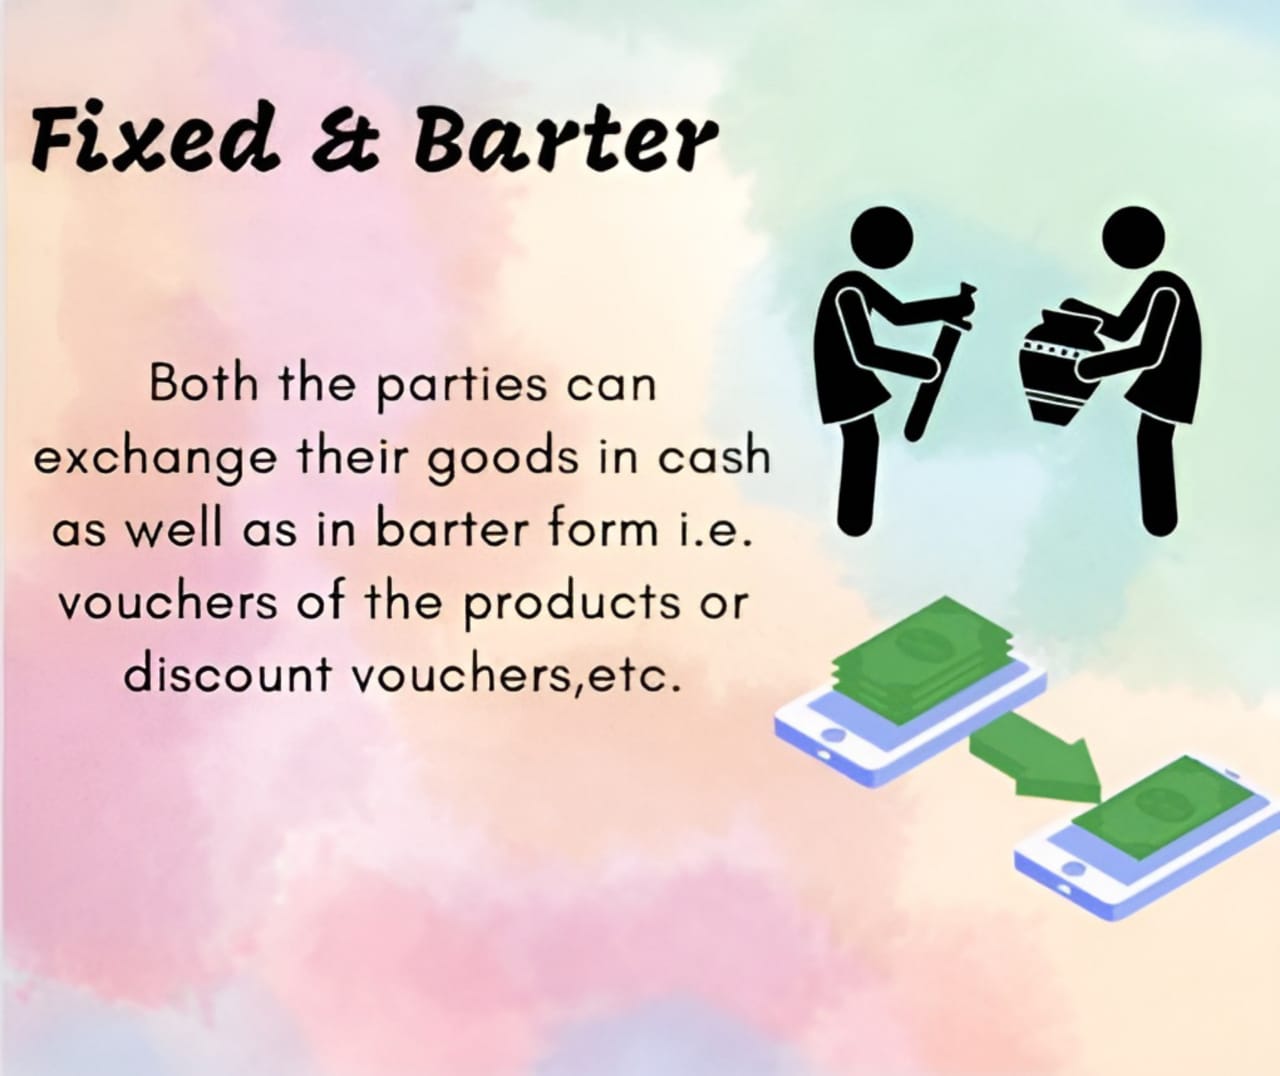 Fixed & Barter
Both the parties can
exchange their goods in cash
as well as in barter form i.e.
vouchers of the products or
discount vouchers,etc.